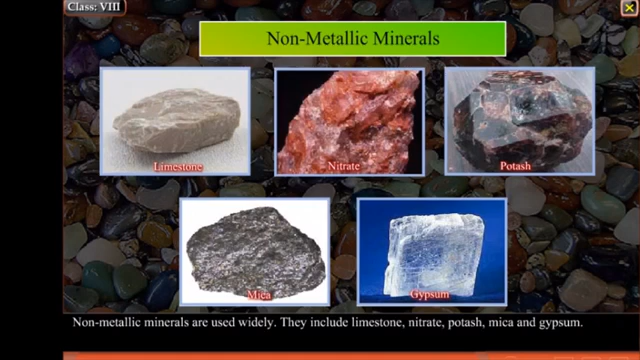 Class: VIII
Non-Metallic Minerals
Limestone
Nitrate
Potash
Mica
Gypsum
Non-metallic minerals are used widely. They include limestone, nitrate, potash, mica and gypsum.